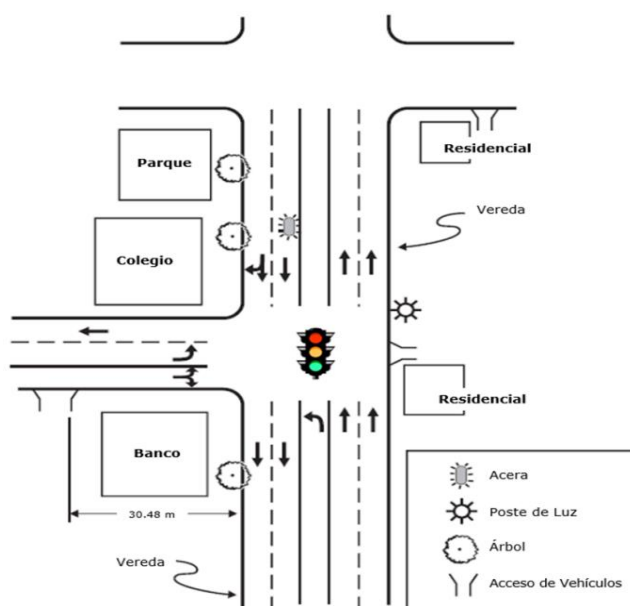 Parque
Residencial
Vereda
Colegio
Residencial
Banco
30.48 m
Vereda
Acera
Poste de Luz
Árbol
Acceso de Vehículos